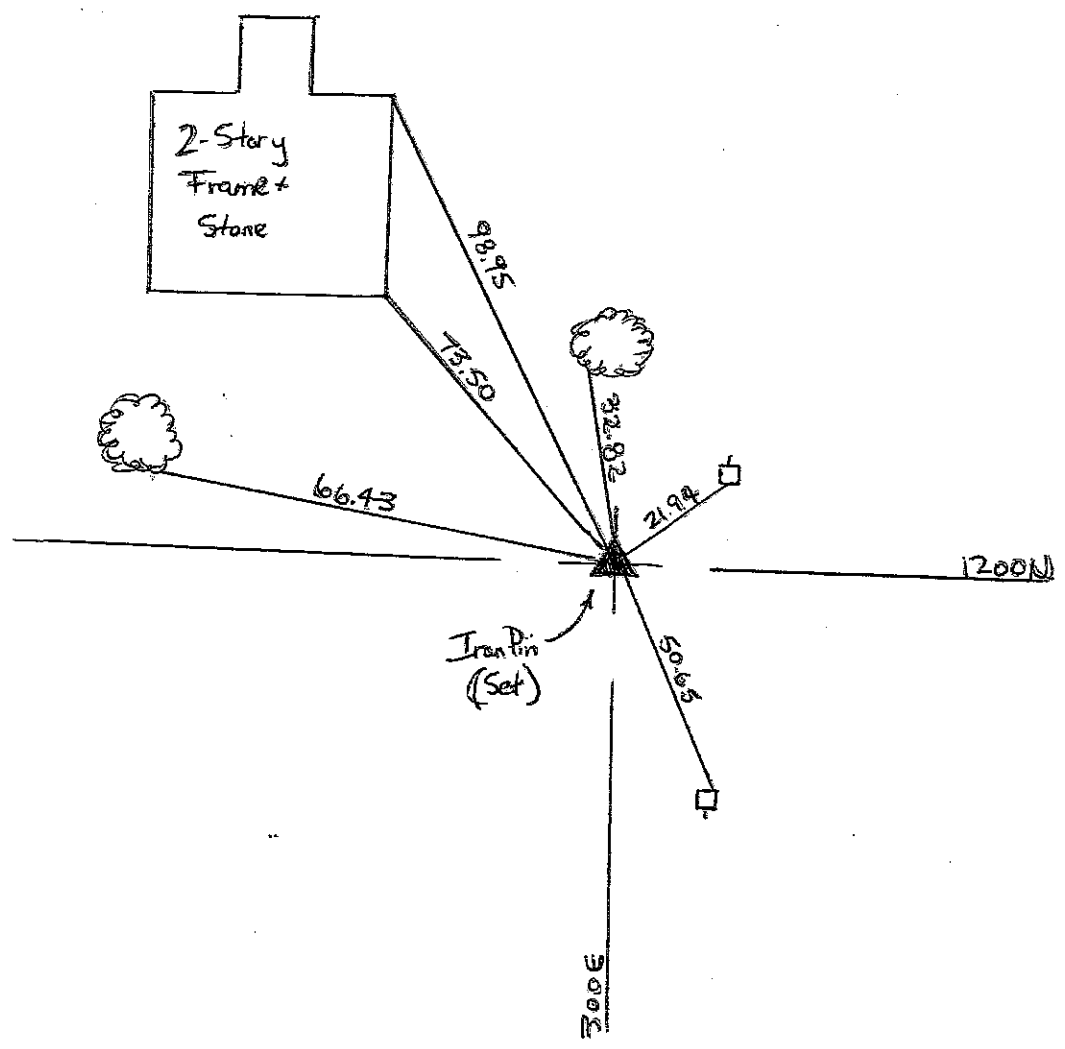 2-Story
Frame +
Stone
98.95
73.50
32.82
66.43
21.94
1200N
Iron Pin
(Set)
50.65
300E